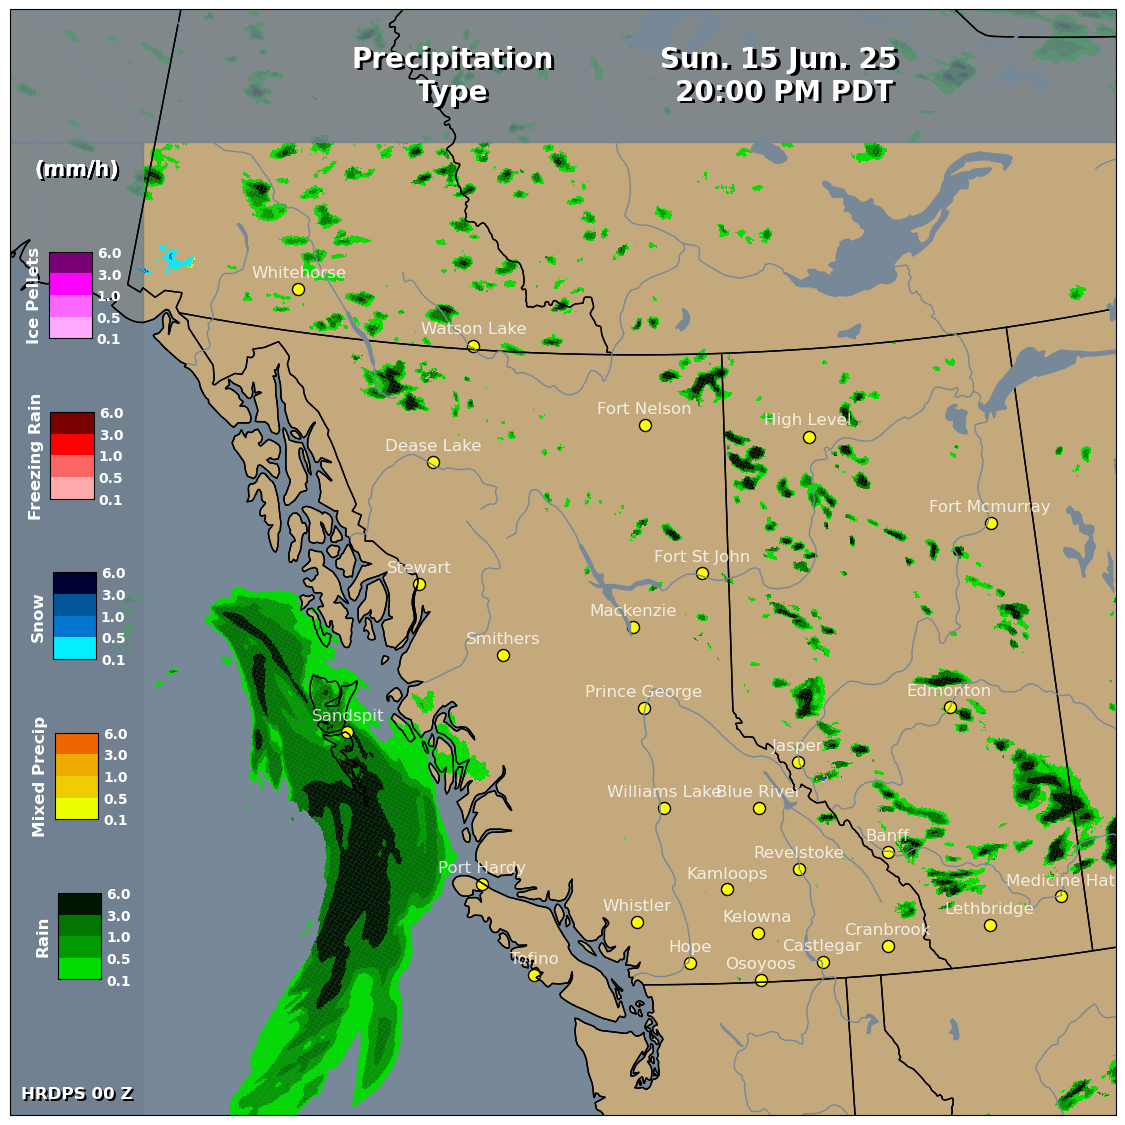 Precipitation
Type
Sun. 15 Jun. 25
20:00 PM PDT
(mm/h)
Ice Pellets
6.0
3.0
1.0
0.5
0.1
Freezing Rain
6.0
3.0
1.0
0.5
0.1
Snow
6.0
3.0
1.0
0.5
0.1
Mixed Precip
6.0
3.0
1.0
0.5
0.1
Rain
6.0
3.0
1.0
0.5
0.1
Whitehorse
Watson Lake
Fort Nelson
High Level
Dease Lake
Fort Mcmurray
Fort St John
Stewart
Mackenzie
Smithers
Prince George
Edmonton
Sandspit
Jasper
Williams Lake
Blue River
Banff
Revelstoke
Port Hardy
Kamloops
Medicine Hat
Whistler
Kelowna
Lethbridge
Cranbrook
Hope
Castlegar
Tofino
Osoyoos
HRDPS 00 Z